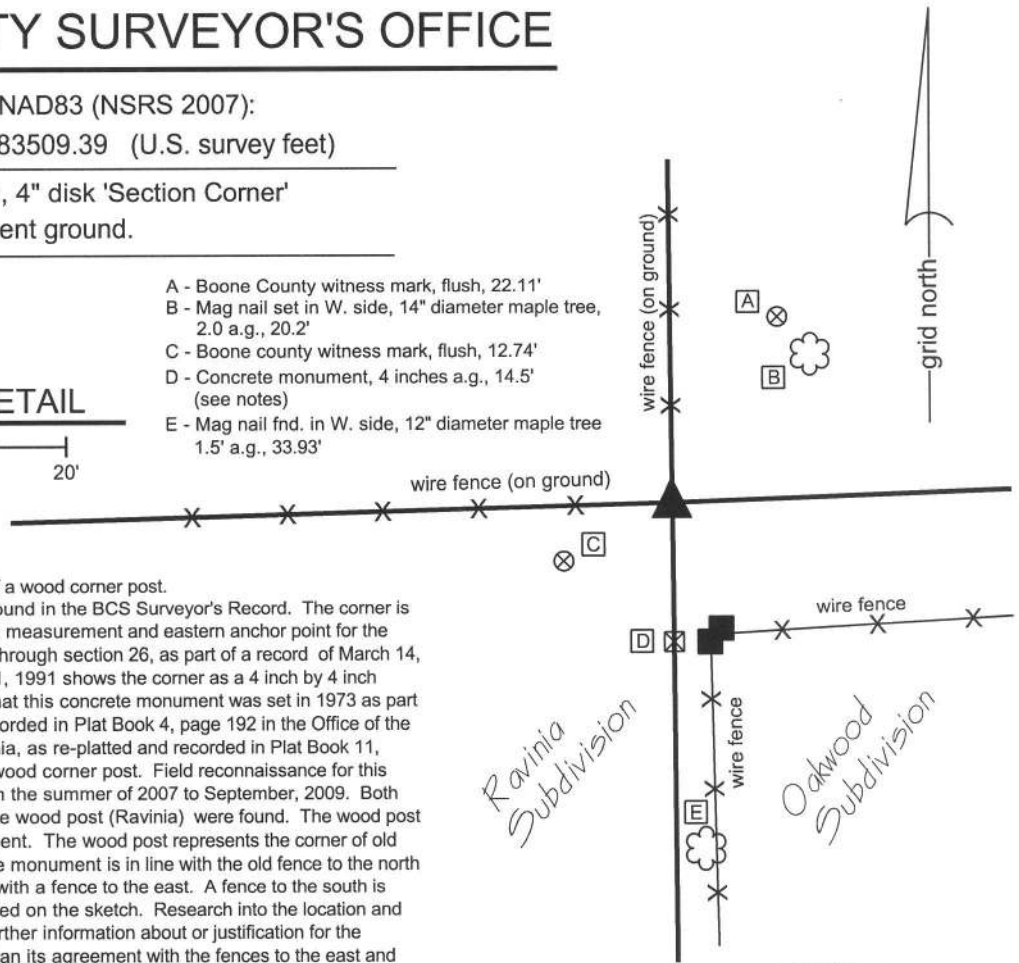 TY SURVEYOR'S OFFICE
NAD83 (NSRS 2007):
83509.39 (U.S. survey feet)
, 4" disk 'Section Corner'
ent ground.
A - Boone County witness mark, flush, 22.11'
B - Mag nail set in W. side, 14" diameter maple tree,
2.0 a.g., 20.2'
C - Boone county witness mark, flush, 12.74'
D - Concrete monument, 4 inches a.g., 14.5'
(see notes)
E - Mag nail fnd. in W. side, 12" diameter maple tree
1.5' a.g., 33.93'
ETAIL
20'
wire fence (on ground)
A
B
grid north
wire fence (on ground)
C
D
wire fence
wire fence
E
Ravinia
Subdivision
Oakwood
Subdivision
a wood corner post.
ound in the BCS Surveyor's Record. The corner is
measurement and eastern anchor point for the
hrough section 26, as part of a record of March 14,
1, 1991 shows the corner as a 4 inch by 4 inch
at this concrete monument was set in 1973 as part
orded in Plat Book 4, page 192 in the Office of the
ia, as re-platted and recorded in Plat Book 11,
wood corner post. Field reconnaissance for this
n the summer of 2007 to September, 2009. Both
e wood post (Ravinia) were found. The wood post
ent. The wood post represents the corner of old
e monument is in line with the old fence to the north
with a fence to the east. A fence to the south is
ed on the sketch. Research into the location and
rther information about or justification for the
an its agreement with the fences to the east and